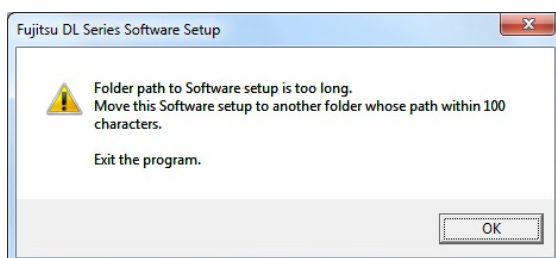 Fujitsu DL Series Software Setup
Folder path to Software setup is too long.
Move this Software setup to another folder whose path within 100
characters.
Exit the program.
OK